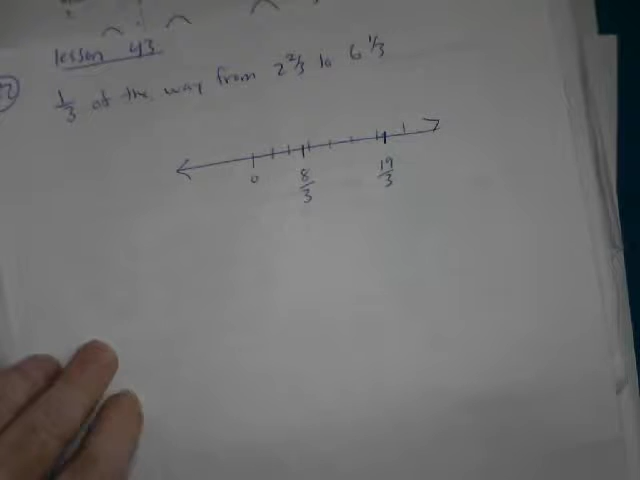 lesson 43
1/3 of the way from 2 2/3 to 6 1/3
0 8/3 19/3